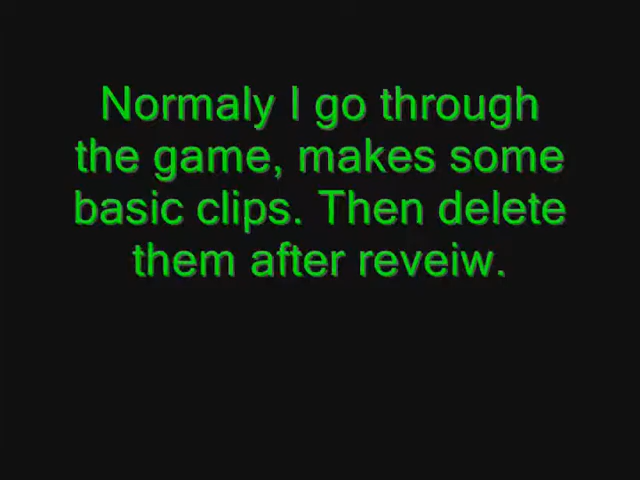 Normaly I go through
the game, makes some
basic clips. Then delete
them after reveiw.